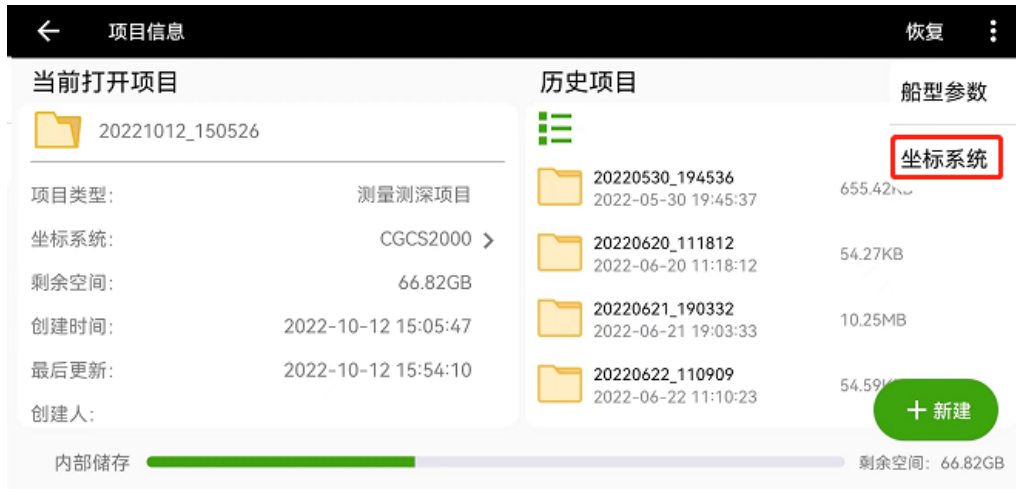 项目信息
恢复
当前打开项目
20221012_150526
项目类型:
测量测深项目
坐标系统:
CGCS2000
剩余空间:
66.82GB
创建时间:
2022-10-12 15:05:47
最后更新:
2022-10-12 15:54:10
创建人:
历史项目
船型参数
坐标系统
20220530_194536
2022-05-30 19:45:37
655.42KB
20220620_111812
2022-06-20 11:18:12
54.27KB
20220621_190332
2022-06-21 19:03:33
10.25MB
20220622_110909
2022-06-22 11:10:23
54.59
新建
内部储存
剩余空间: 66.82GB